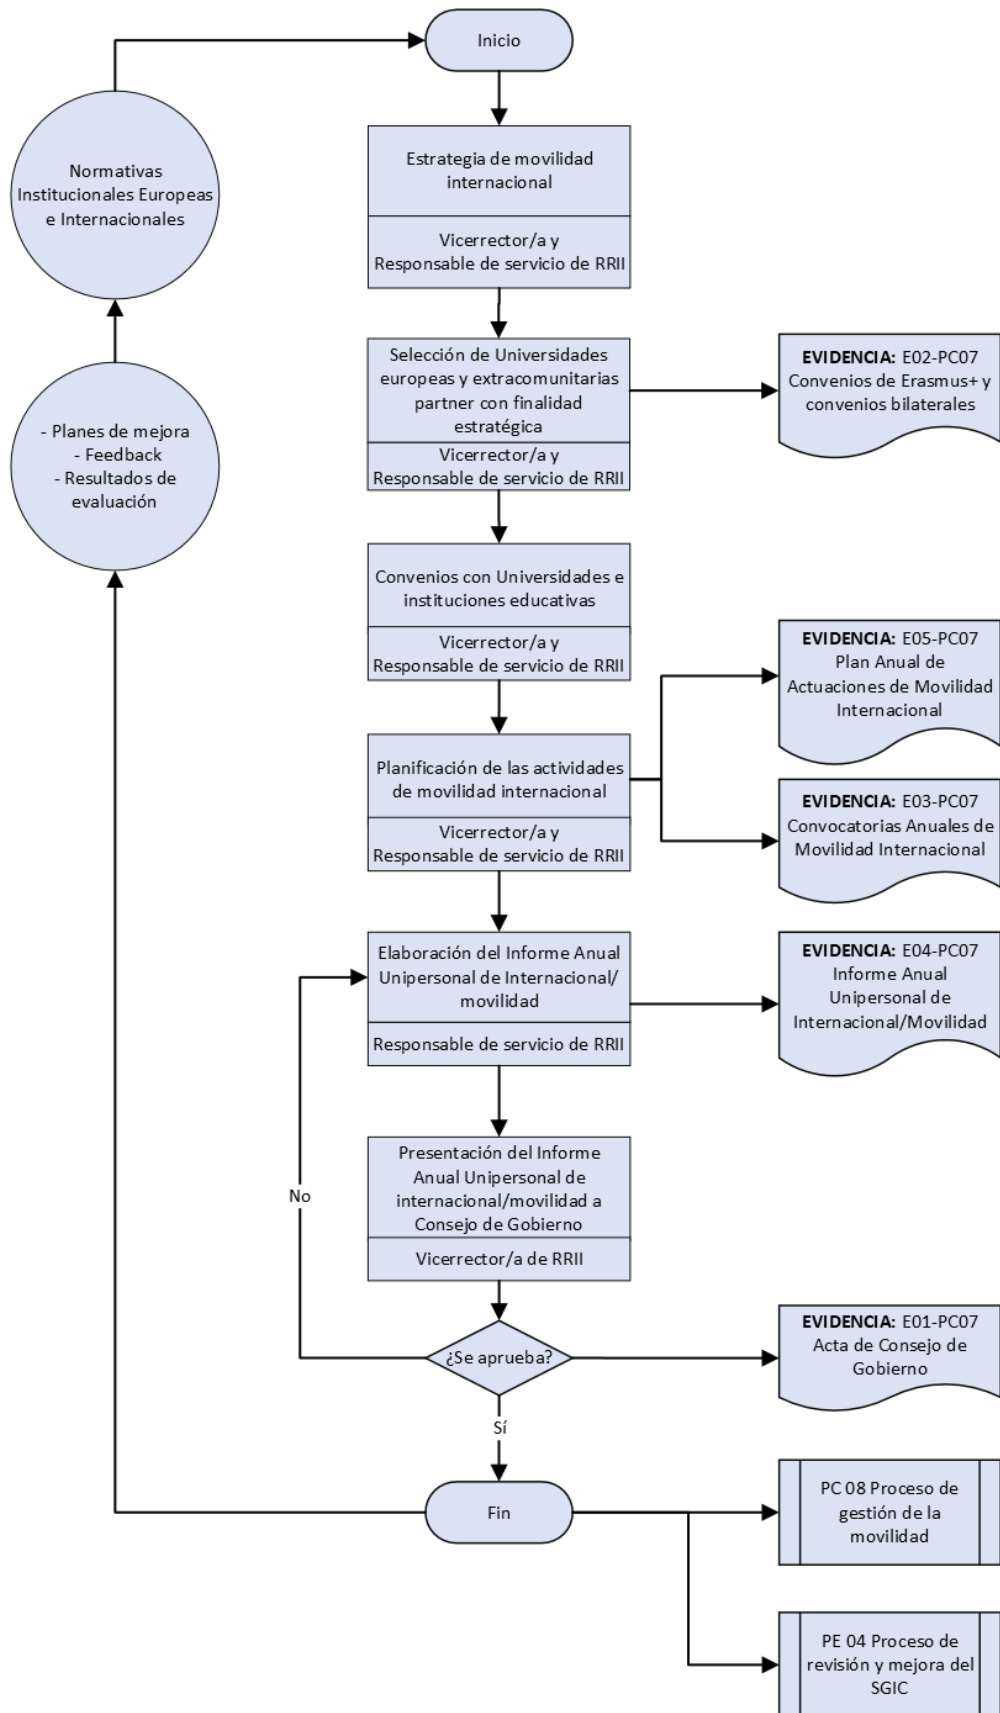 Inicio
Normativas
Institucionales Europeas
e Internacionales
Estrategia de movilidad
internacional
Vicerrector/a y
Responsable de servicio de RRII
Selección de Universidades
europeas y extracomunitarias
partner con finalidad
estratégica
Vicerrector/a y
Responsable de servicio de RRII
EVIDENCIA: E02-PC07
Convenios de Erasmus+ y
convenios bilaterales
- Planes de mejora
- Feedback
- Resultados de
evaluación
Convenios con Universidades e
instituciones educativas
Vicerrector/a y
Responsable de servicio de RRII
EVIDENCIA: E05-PC07
Plan Anual de
Actuaciones de Movilidad
Internacional
Planificación de las actividades
de movilidad internacional
Vicerrector/a y
Responsable de servicio de RRII
EVIDENCIA: E03-PC07
Convocatorias Anuales de
Movilidad Internacional
Elaboración del Informe Anual
Unipersonal de Internacional/
movilidad
Responsable de servicio de RRII
EVIDENCIA: E04-PC07
Informe Anual
Unipersonal de
Internacional/Movilidad
Presentación del Informe
Anual Unipersonal de
internacional/movilidad a
Consejo de Gobierno
Vicerrector/a de RRII
No
¿Se aprueba?
EVIDENCIA: E01-PC07
Acta de Consejo de
Gobierno
Sí
Fin
PC 08 Proceso de
gestión de la
movilidad
PE 04 Proceso de
revisión y mejora del
SGIC